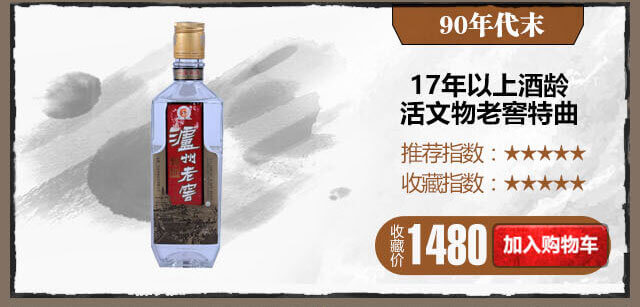 90年代末
17年以上酒龄
活文物老窖特曲
推荐指数：★★★★★
收藏指数：★★★★★
收藏价
1480
加入购物车
泸州老窖